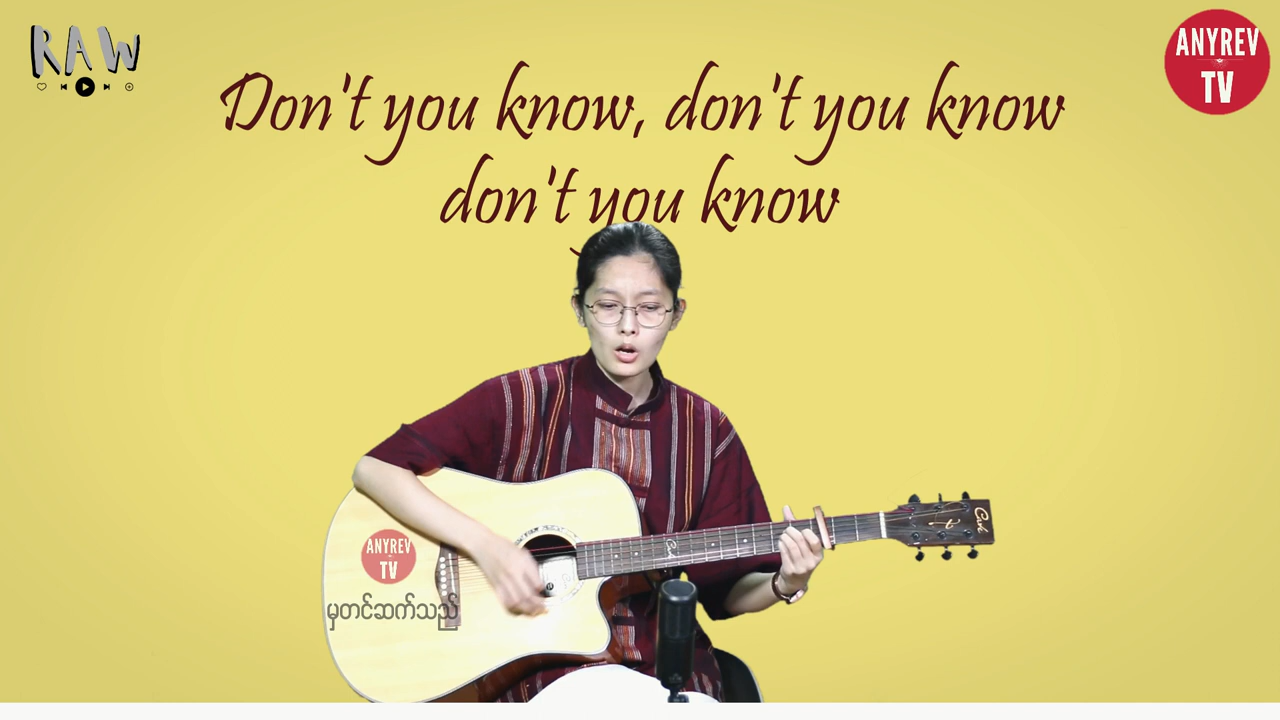 RAW
ANYREV
TV
Don't you know, don't you know
don't you know
ANYREV
TV
မှတင်ဆက်သည်